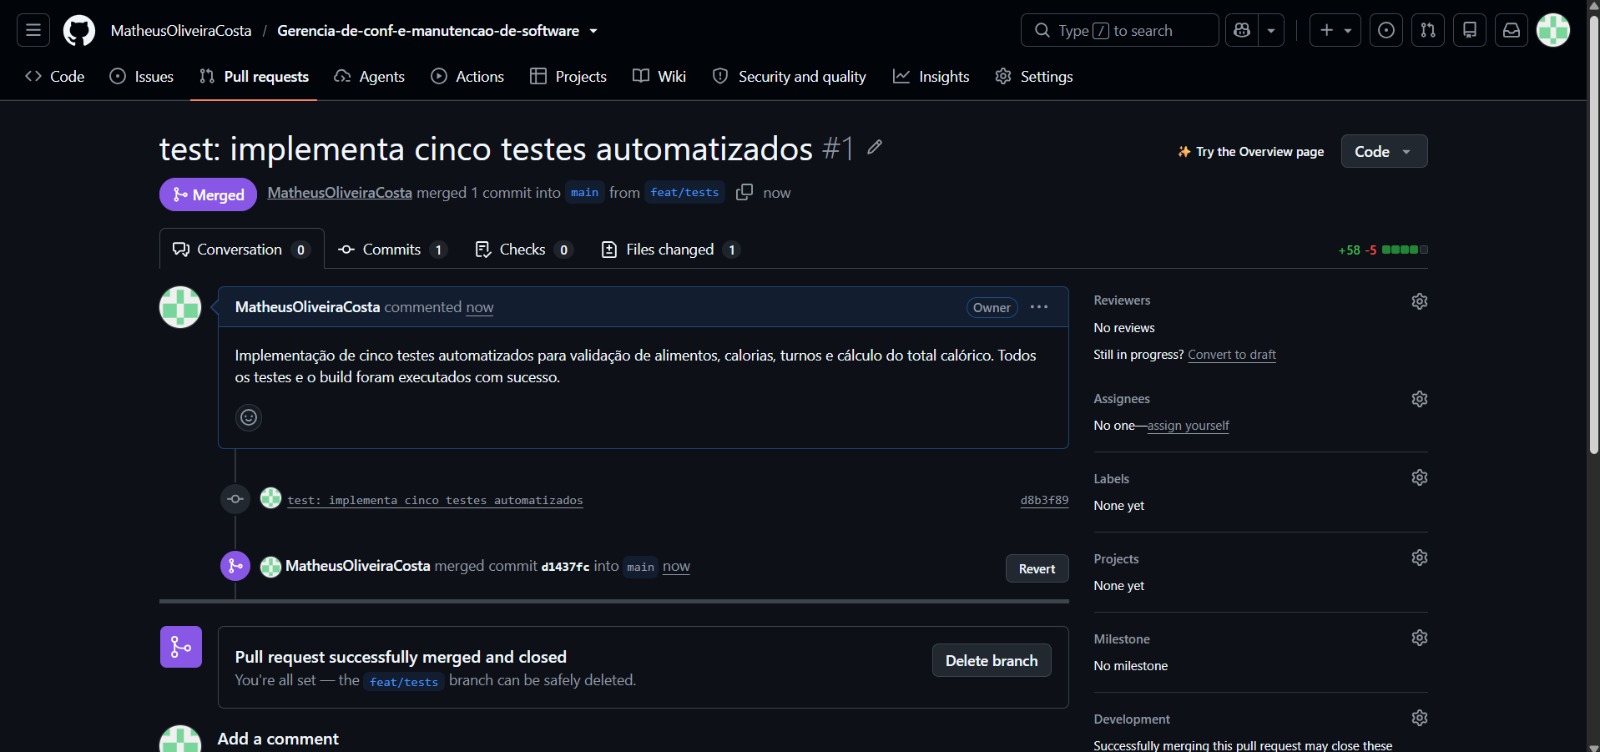 MatheusOliveiraCosta / Gerencia-de-conf-e-manutencao-de-software
Type / to search
Code Issues Pull requests Agents Actions Projects Wiki Security and quality Insights Settings
test: implementa cinco testes automatizados #1
Try the Overview page
Code
Merged
MatheusOliveiraCosta merged 1 commit into main from feat/tests now
Conversation 0 Commits 1 Checks 0 Files changed 1
+58 -5
MatheusOliveiraCosta commented now
Owner
Implementação de cinco testes automatizados para validação de alimentos, calorias, turnos e cálculo do total calórico. Todos
os testes e o build foram executados com sucesso.
test: implementa cinco testes automatizados
d8b3f89
MatheusOliveiraCosta merged commit d1437fc into main now
Revert
Pull request successfully merged and closed
You're all set — the feat/tests branch can be safely deleted.
Delete branch
Add a comment
Reviewers
No reviews
Still in progress? Convert to draft
Assignees
No one—assign yourself
Labels
None yet
Projects
None yet
Milestone
No milestone
Development
Successfully merging this pull request may close these